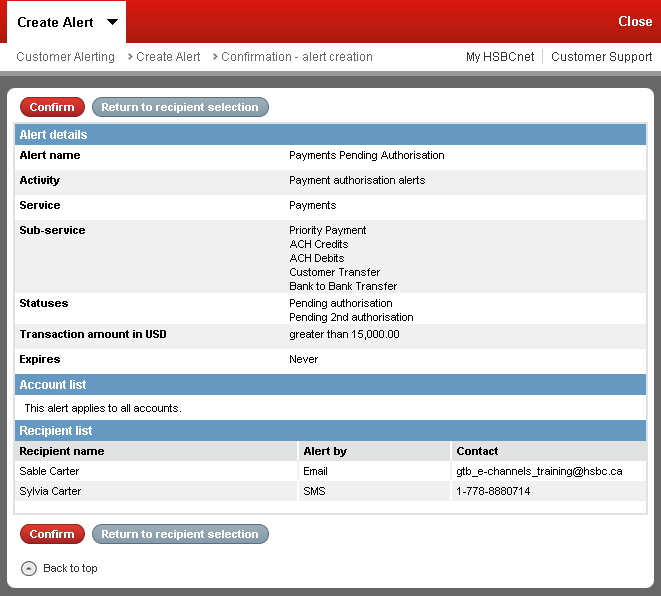 Create Alert Close
Customer Alerting Create Alert Confirmation - alert creation My HSBCnet Customer Support
Confirm Return to recipient selection
Alert details
Alert name Payments Pending Authorisation
Activity Payment authorisation alerts
Service Payments
Sub-service Priority Payment
ACH Credits
ACH Debits
Customer Transfer
Bank to Bank Transfer
Statuses Pending authorisation
Pending 2nd authorisation
Transaction amount in USD greater than 15,000.00
Expires Never
Account list
This alert applies to all accounts.
Recipient list
Recipient name Alert by Contact
Sable Carter Email gtb_e-channels_training@hsbc.ca
Sylvia Carter SMS 1-778-8880714
Confirm Return to recipient selection
Back to top